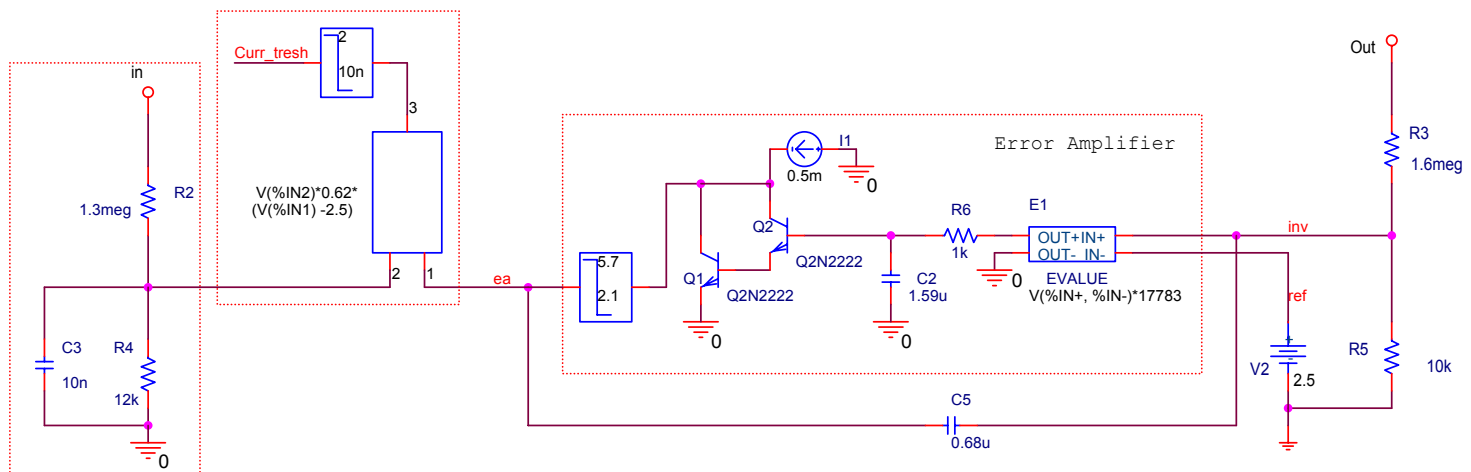 Curr_tresh
2
10n
3
in
R2
1.3meg
V(%IN2)*0.62*
(V(%IN1) -2.5)
2
1
C3
10n
R4
12k
0
ea
5.7
2.1
Error Amplifier
I1
0.5m
0
Q2
Q2N2222
Q1
Q2N2222
0
R6
1k
C2
1.59u
0
E1
OUT+IN+
OUT- IN-
0
EVALUE
V(%IN+, %IN-)*17783
C5
0.68u
Out
R3
1.6meg
inv
ref
V2
+
2.5
R5
10k